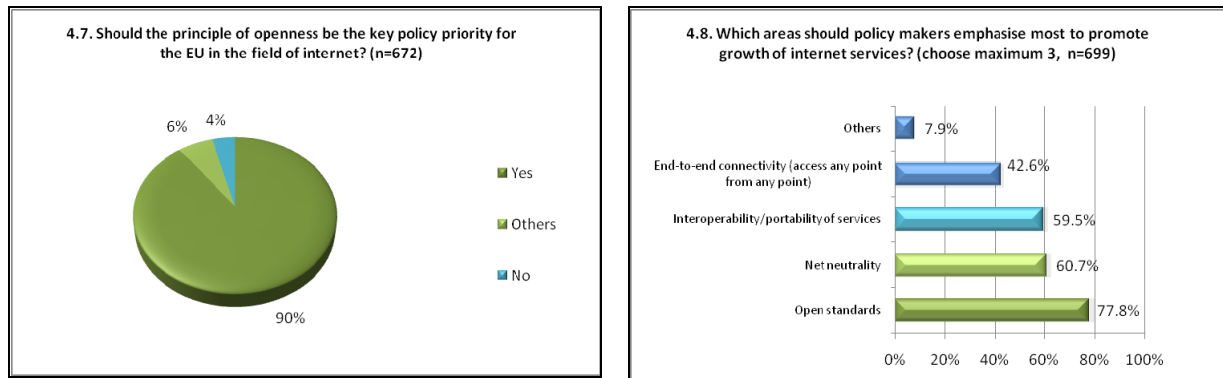 4.7. Should the principle of openness be the key policy priority for
the EU in the field of internet? (n=672)
6%
4%
90%
Yes
Others
No
4.8. Which areas should policy makers emphasise most to promote
growth of internet services? (choose maximum 3, n=699)
Others
7.9%
End-to-end connectivity (access any point
from any point)
42.6%
Interoperability/portability of services
59.5%
Net neutrality
60.7%
Open standards
77.8%
0% 20% 40% 60% 80% 100%